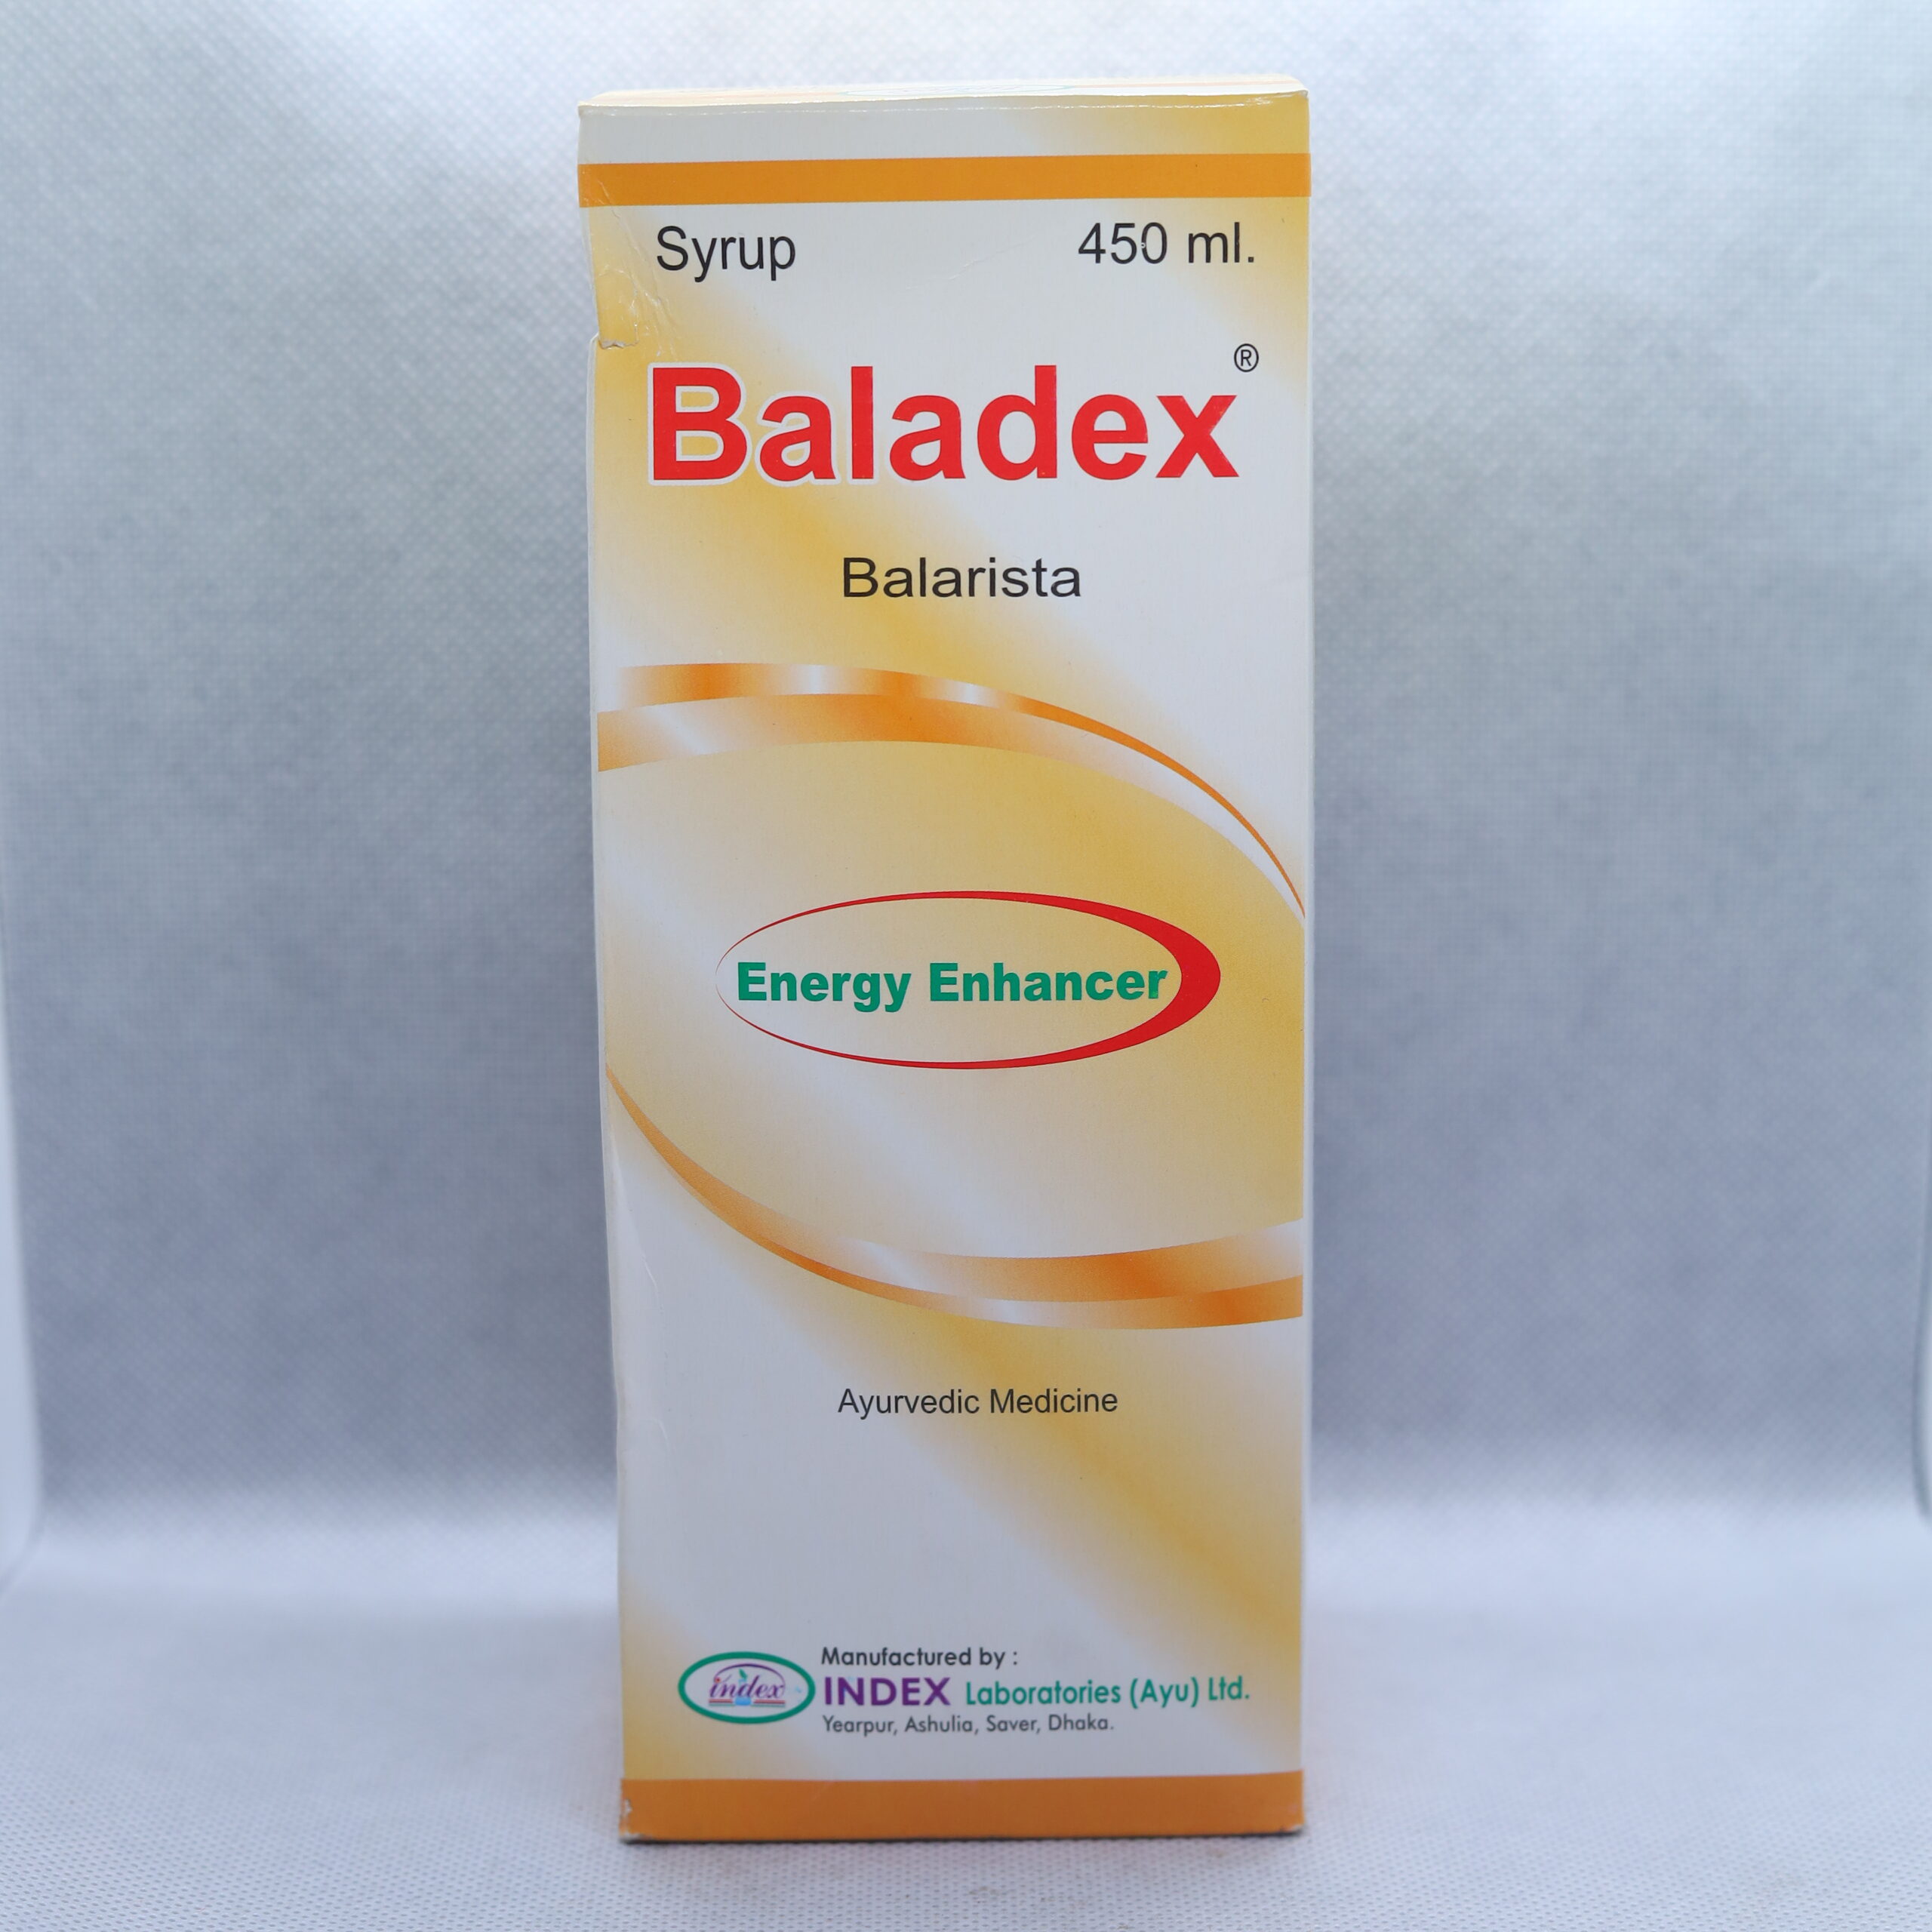 Syrup 450 ml.
Baladex®
Balarista
Energy Enhancer
Ayurvedic Medicine
Manufactured by :
index INDEX Laboratories (Ayu) Ltd.
Yearpur, Ashulia, Saver, Dhaka.